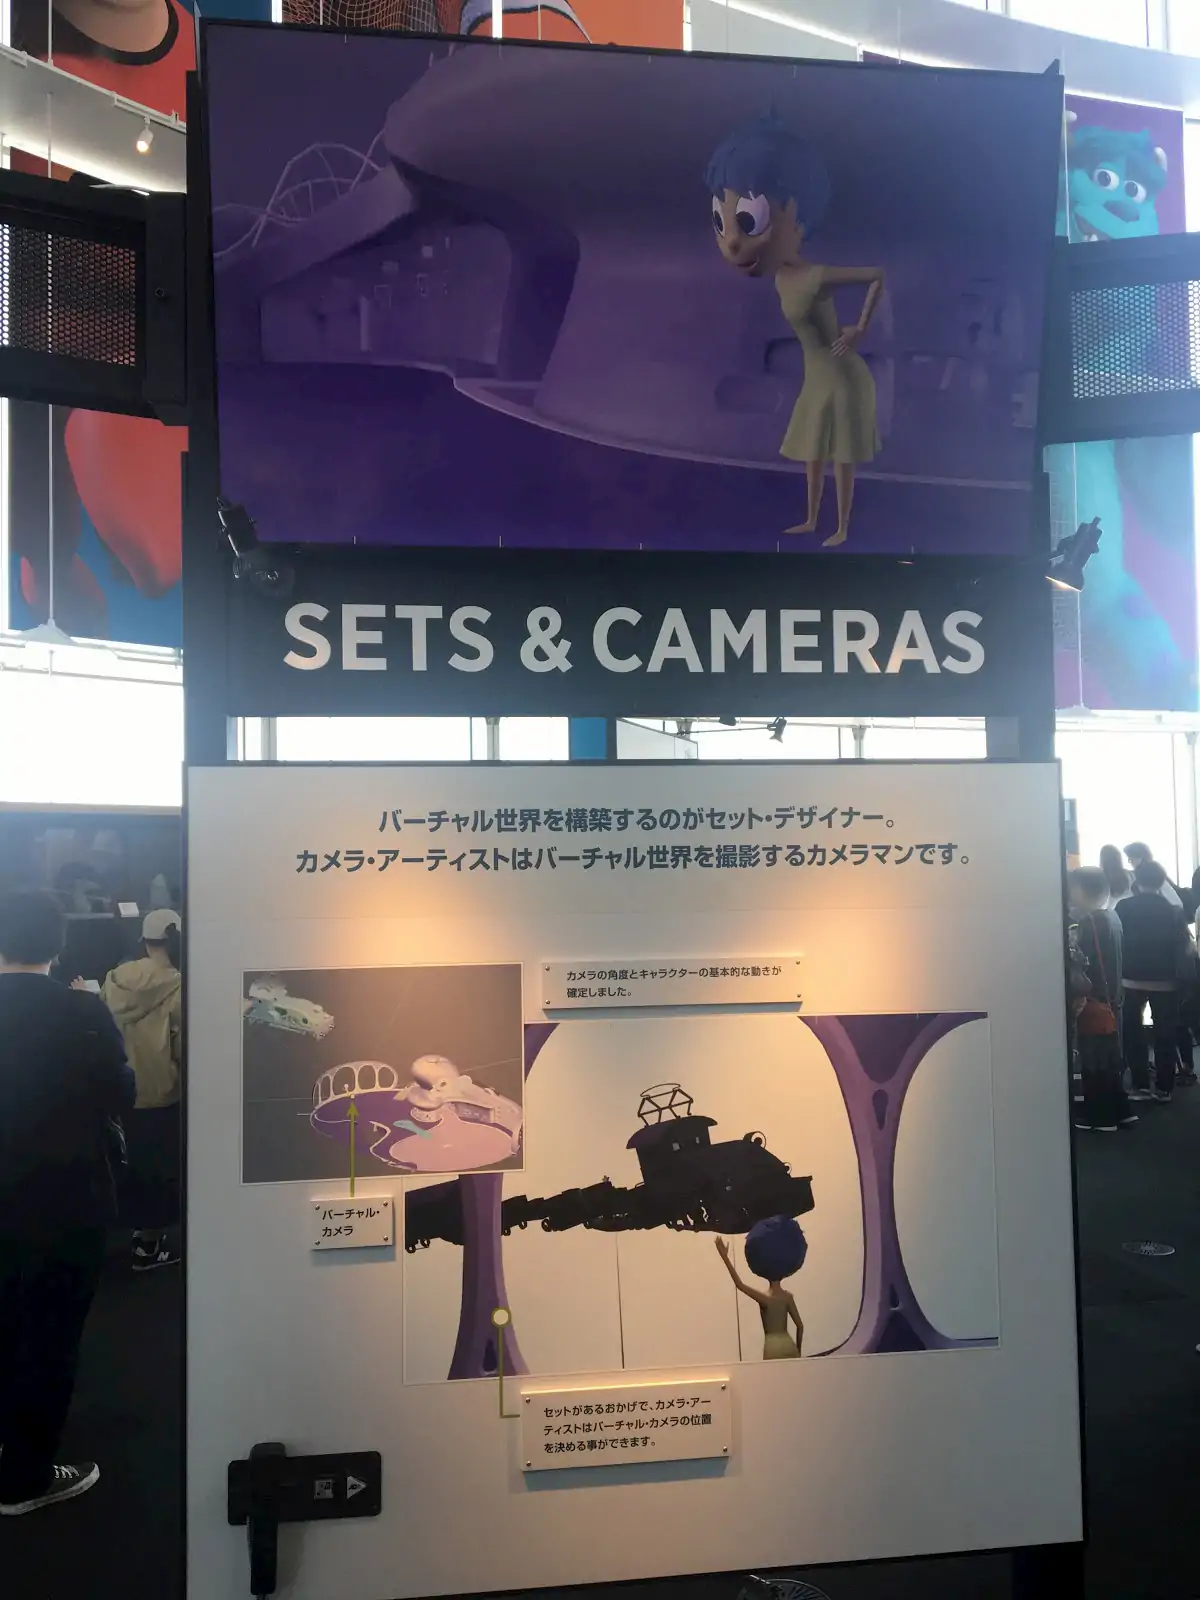 SETS & CAMERAS
バーチャル世界を構築するのがセット・デザイナー。
カメラ・アーティストはバーチャル世界を撮影するカメラマンです。
カメラの角度とキャラクターの基本的な動きが
確定しました。
バーチャル・
カメラ
セットがあるおかげで、カメラ・アー
ティストはバーチャル・カメラの位置
を決める事ができます。